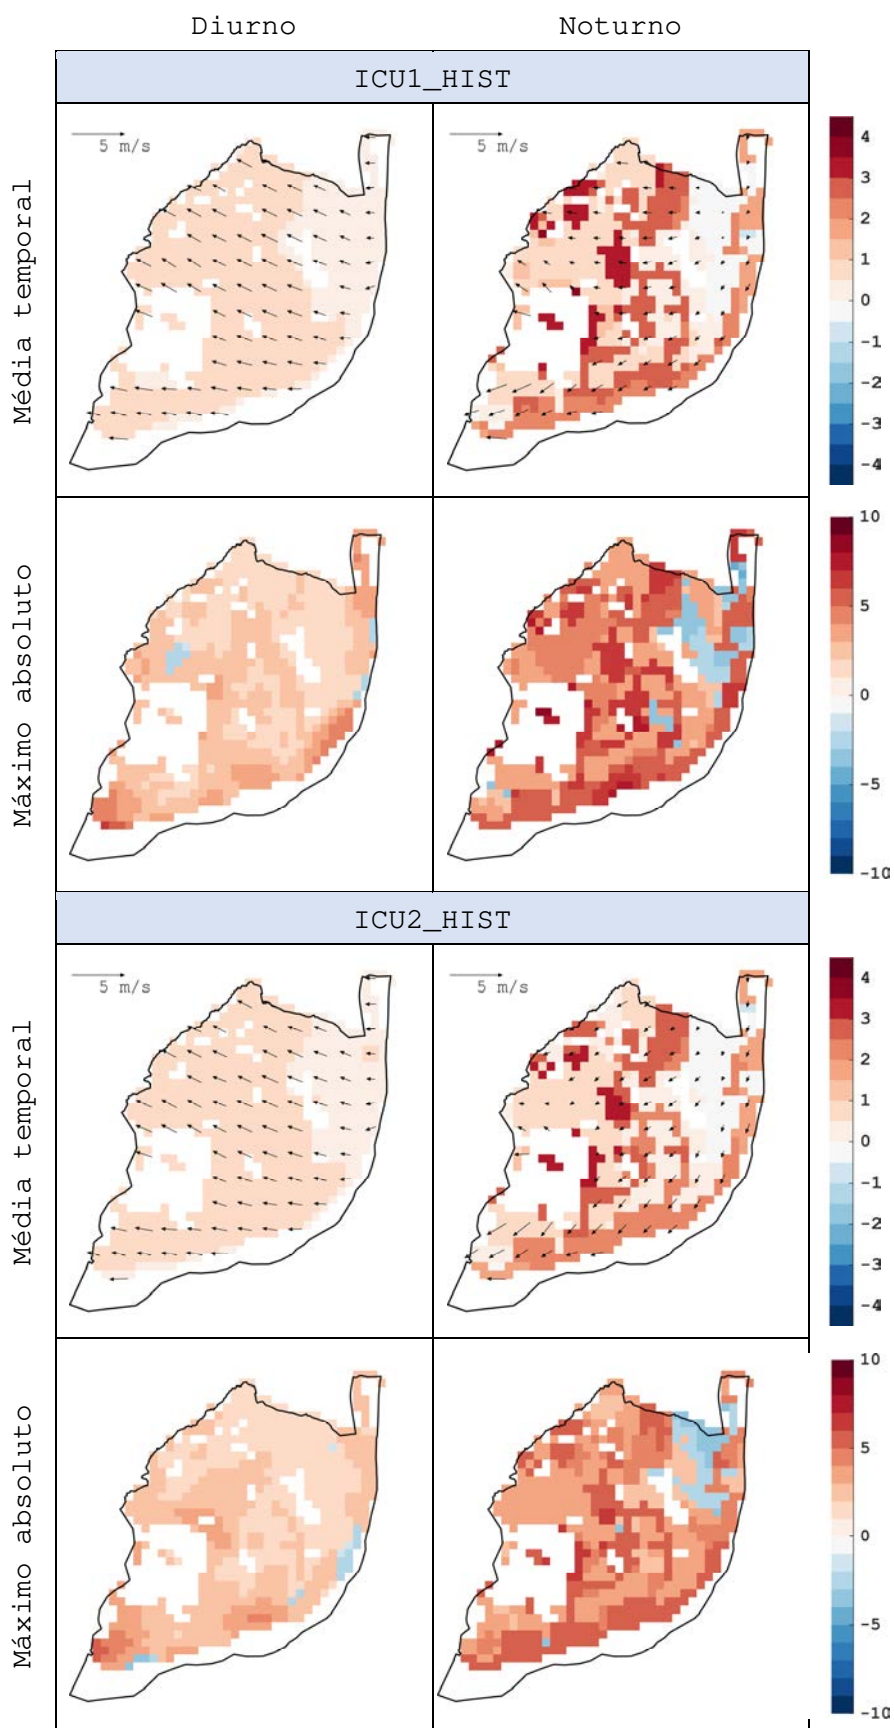 Diurno
Noturno
ICU1_HIST
Média temporal
5 m/s
5 m/s
4
3
2
1
0
-1
-2
-3
-4
Máximo absoluto
10
5
0
-5
-10
ICU2_HIST
Média temporal
5 m/s
5 m/s
4
3
2
1
0
-1
-2
-3
-4
Máximo absoluto
10
5
0
-5
-10